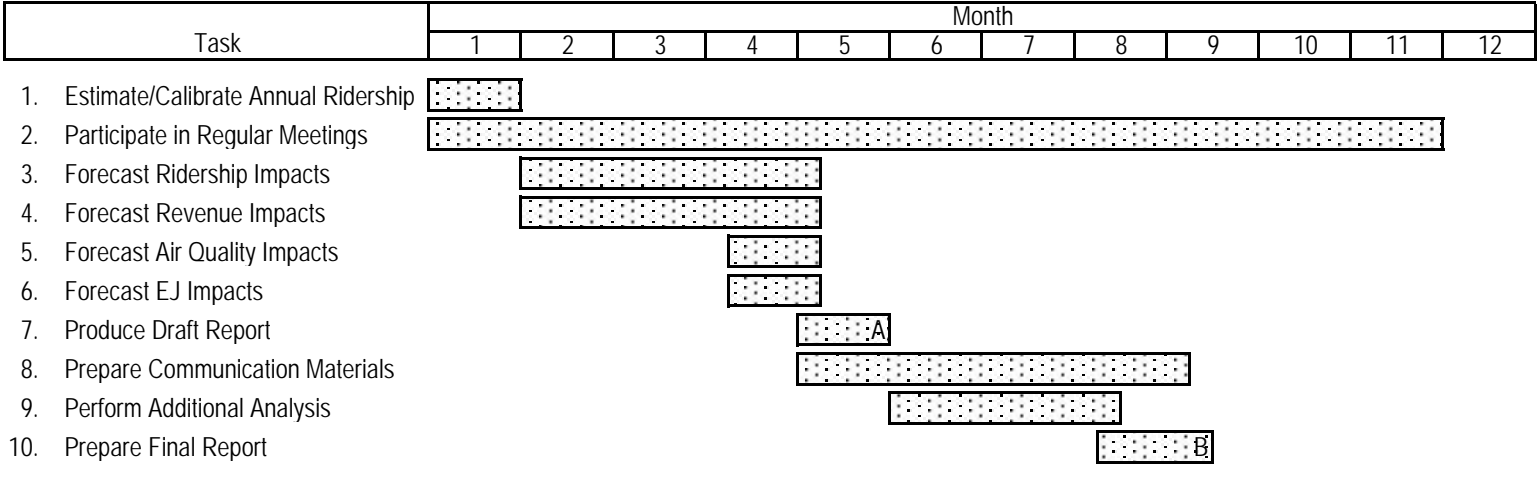 Month
Task 1 2 3 4 5 6 7 8 9 10 11 12
1. Estimate/Calibrate Annual Ridership
2. Participate in Regular Meetings
3. Forecast Ridership Impacts
4. Forecast Revenue Impacts
5. Forecast Air Quality Impacts
6. Forecast EJ Impacts
7. Produce Draft Report A
8. Prepare Communication Materials
9. Perform Additional Analysis
10. Prepare Final Report B